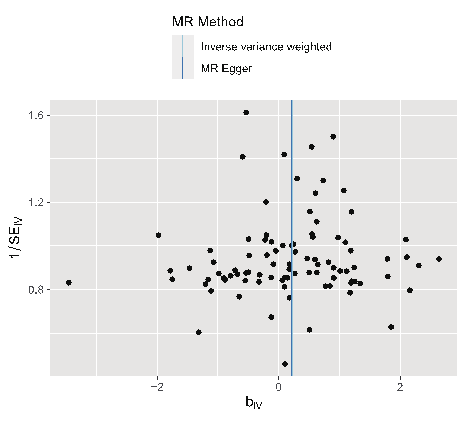 MR Method
Inverse variance weighted
MR Egger
1.6
1.2
0.8
1/SE_IV
−2
0
2
b_IV